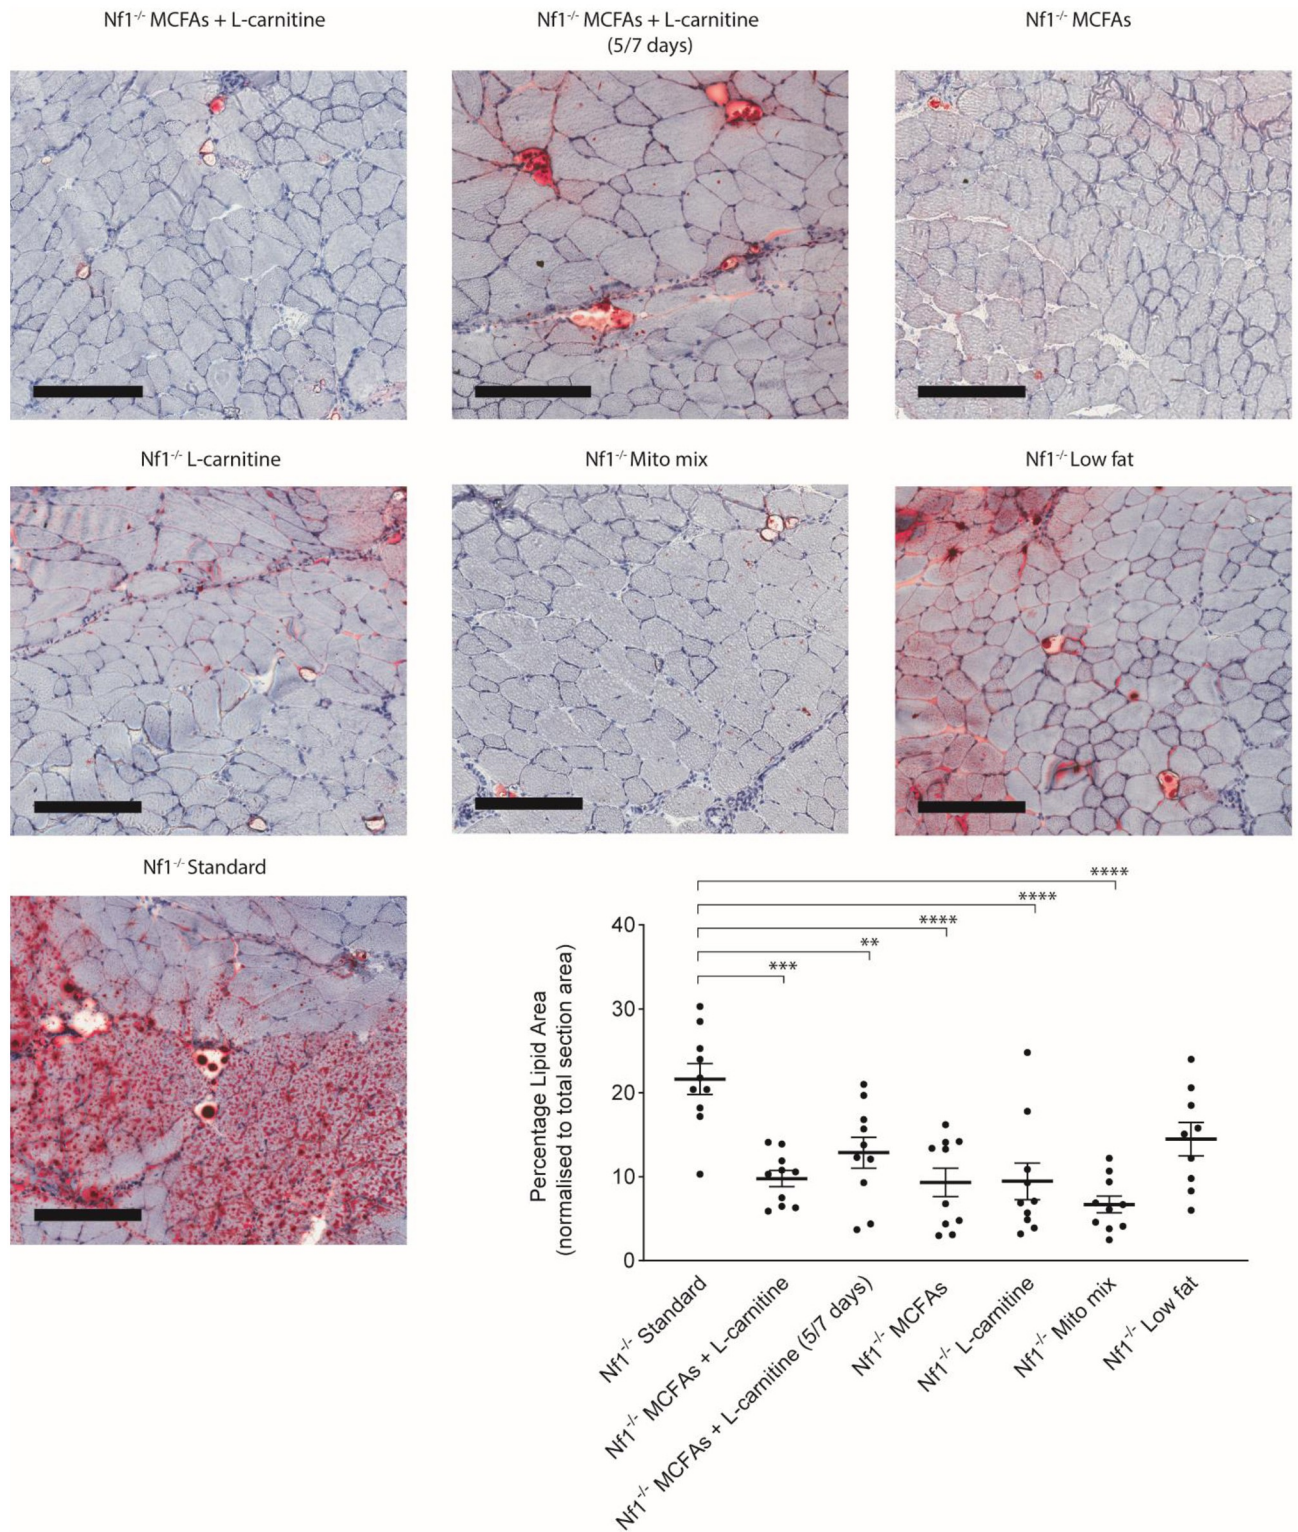 Nf1-/- MCFAs + L-carnitine
Nf1-/- MCFAs + L-carnitine
(5/7 days)
Nf1-/- MCFAs
Nf1-/- L-carnitine
Nf1-/- Mito mix
Nf1-/- Low fat
Nf1-/- Standard
****
****
****
**
***
Percentage Lipid Area
(normalised to total section area)
40
30
20
10
0
Nf1-/- Standard
Nf1-/- MCFAs + L-carnitine
Nf1-/- MCFAs + L-carnitine (5/7 days)
Nf1-/- MCFAs
Nf1-/- L-carnitine
Nf1-/- Mito mix
Nf1-/- Low fat